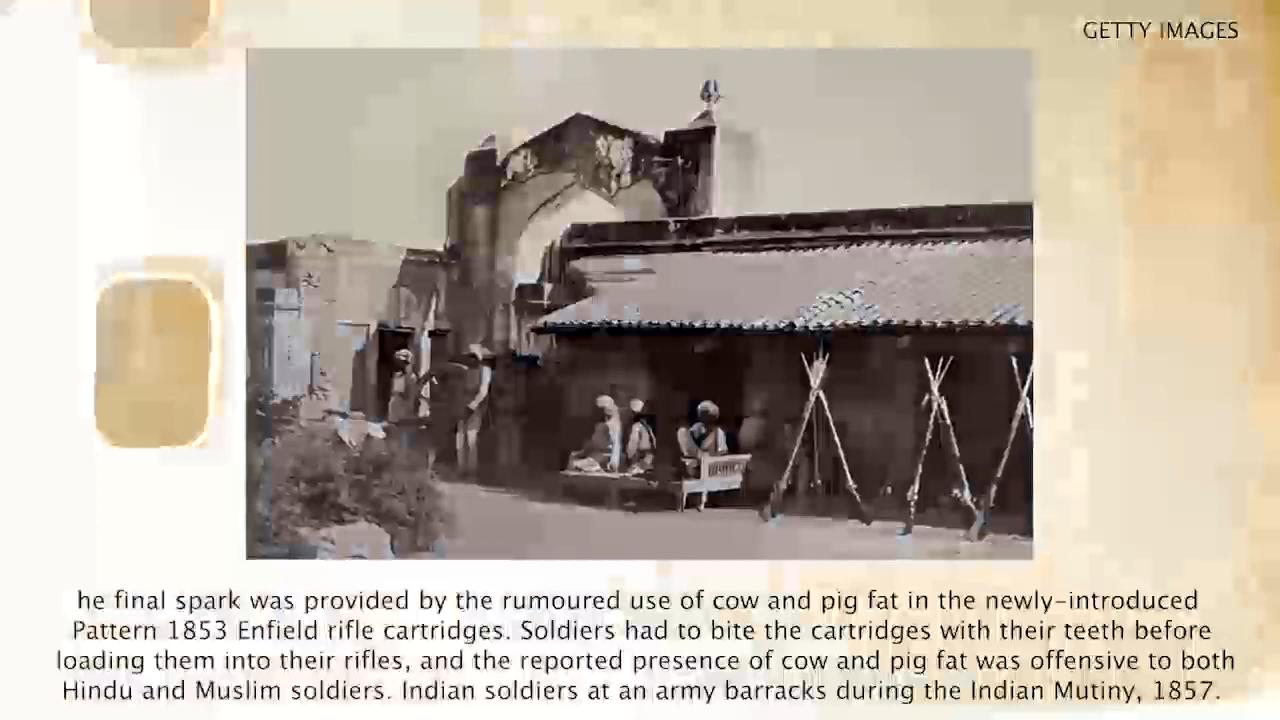 GETTY IMAGES
he final spark was provided by the rumoured use of cow and pig fat in the newly-introduced
Pattern 1853 Enfield rifle cartridges. Soldiers had to bite the cartridges with their teeth before
loading them into their rifles, and the reported presence of cow and pig fat was offensive to both
Hindu and Muslim soldiers. Indian soldiers at an army barracks during the Indian Mutiny, 1857.